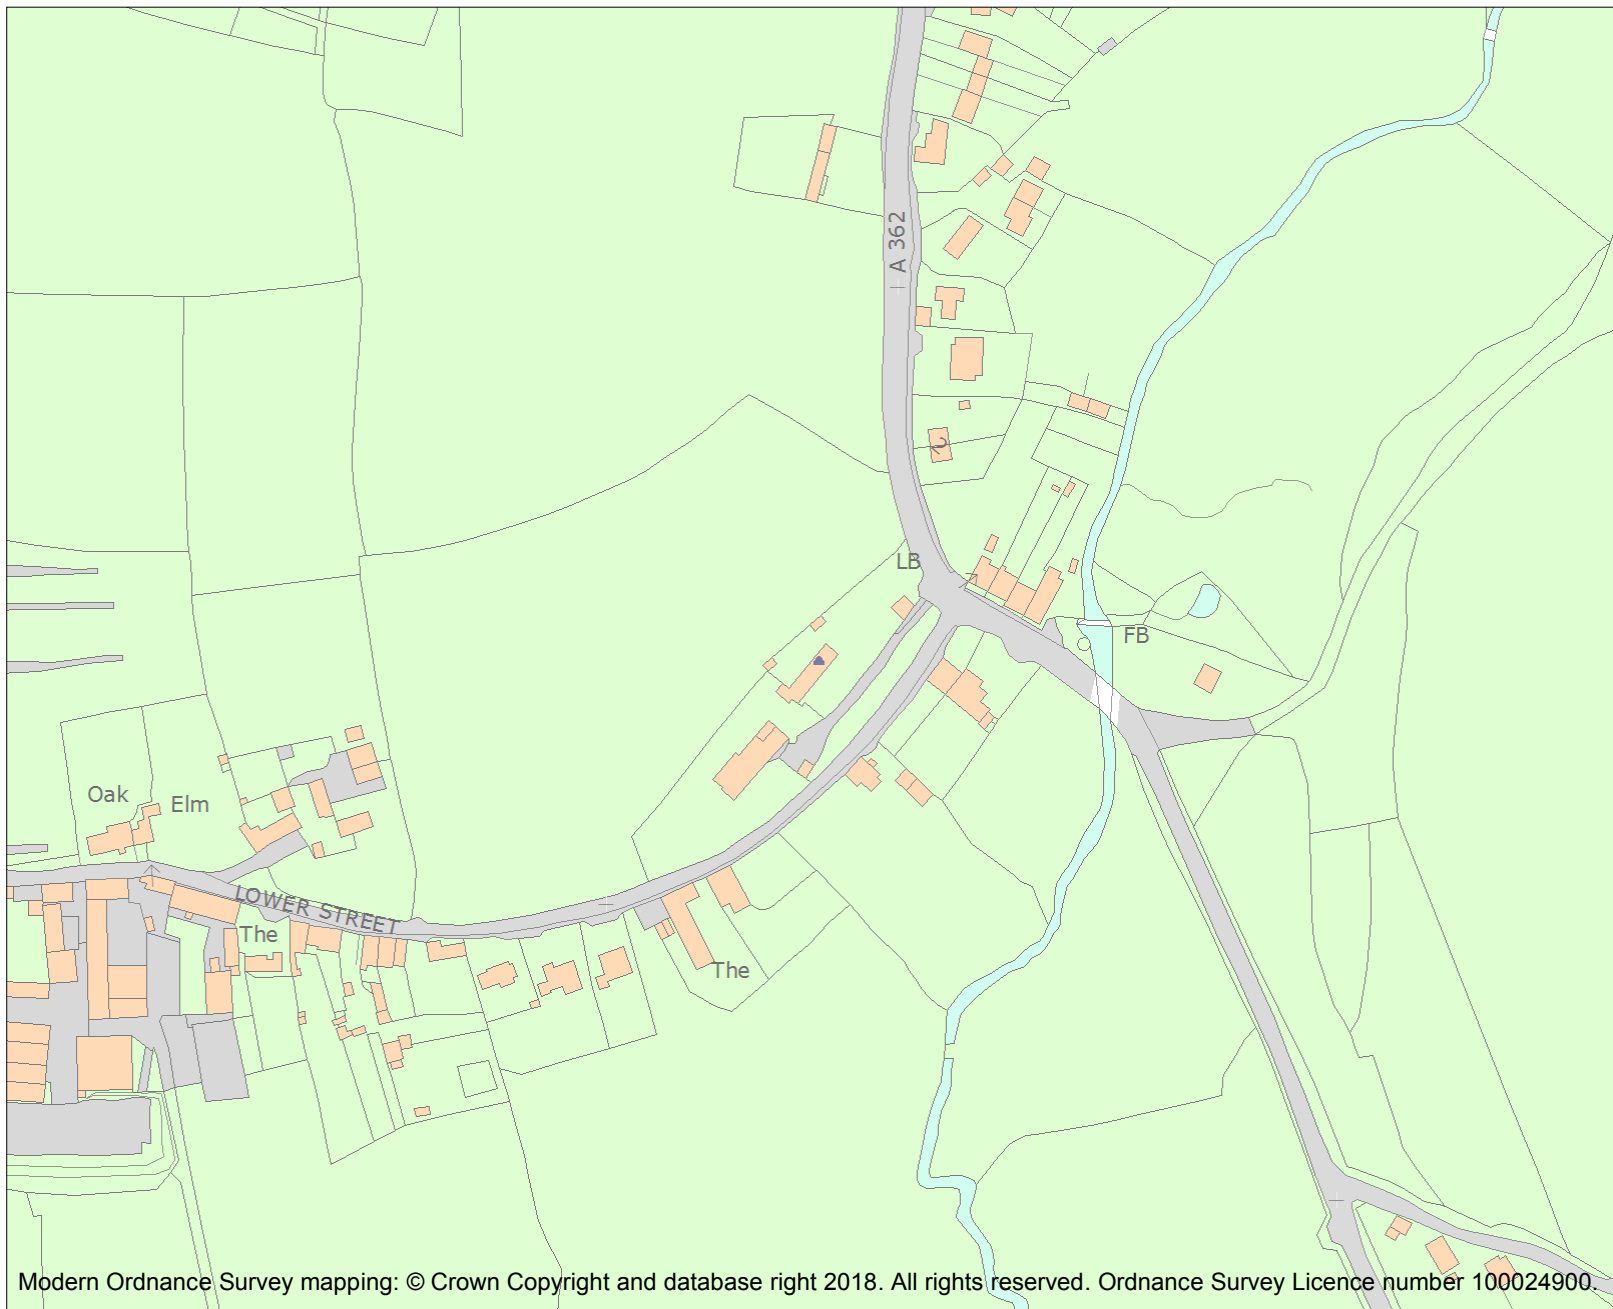 A 362
LB
FB
Oak
Elm
LOWER STREET
The
The
Modern Ordnance Survey mapping: © Crown Copyright and database right 2018. All rights reserved. Ordnance Survey Licence number 100024900.